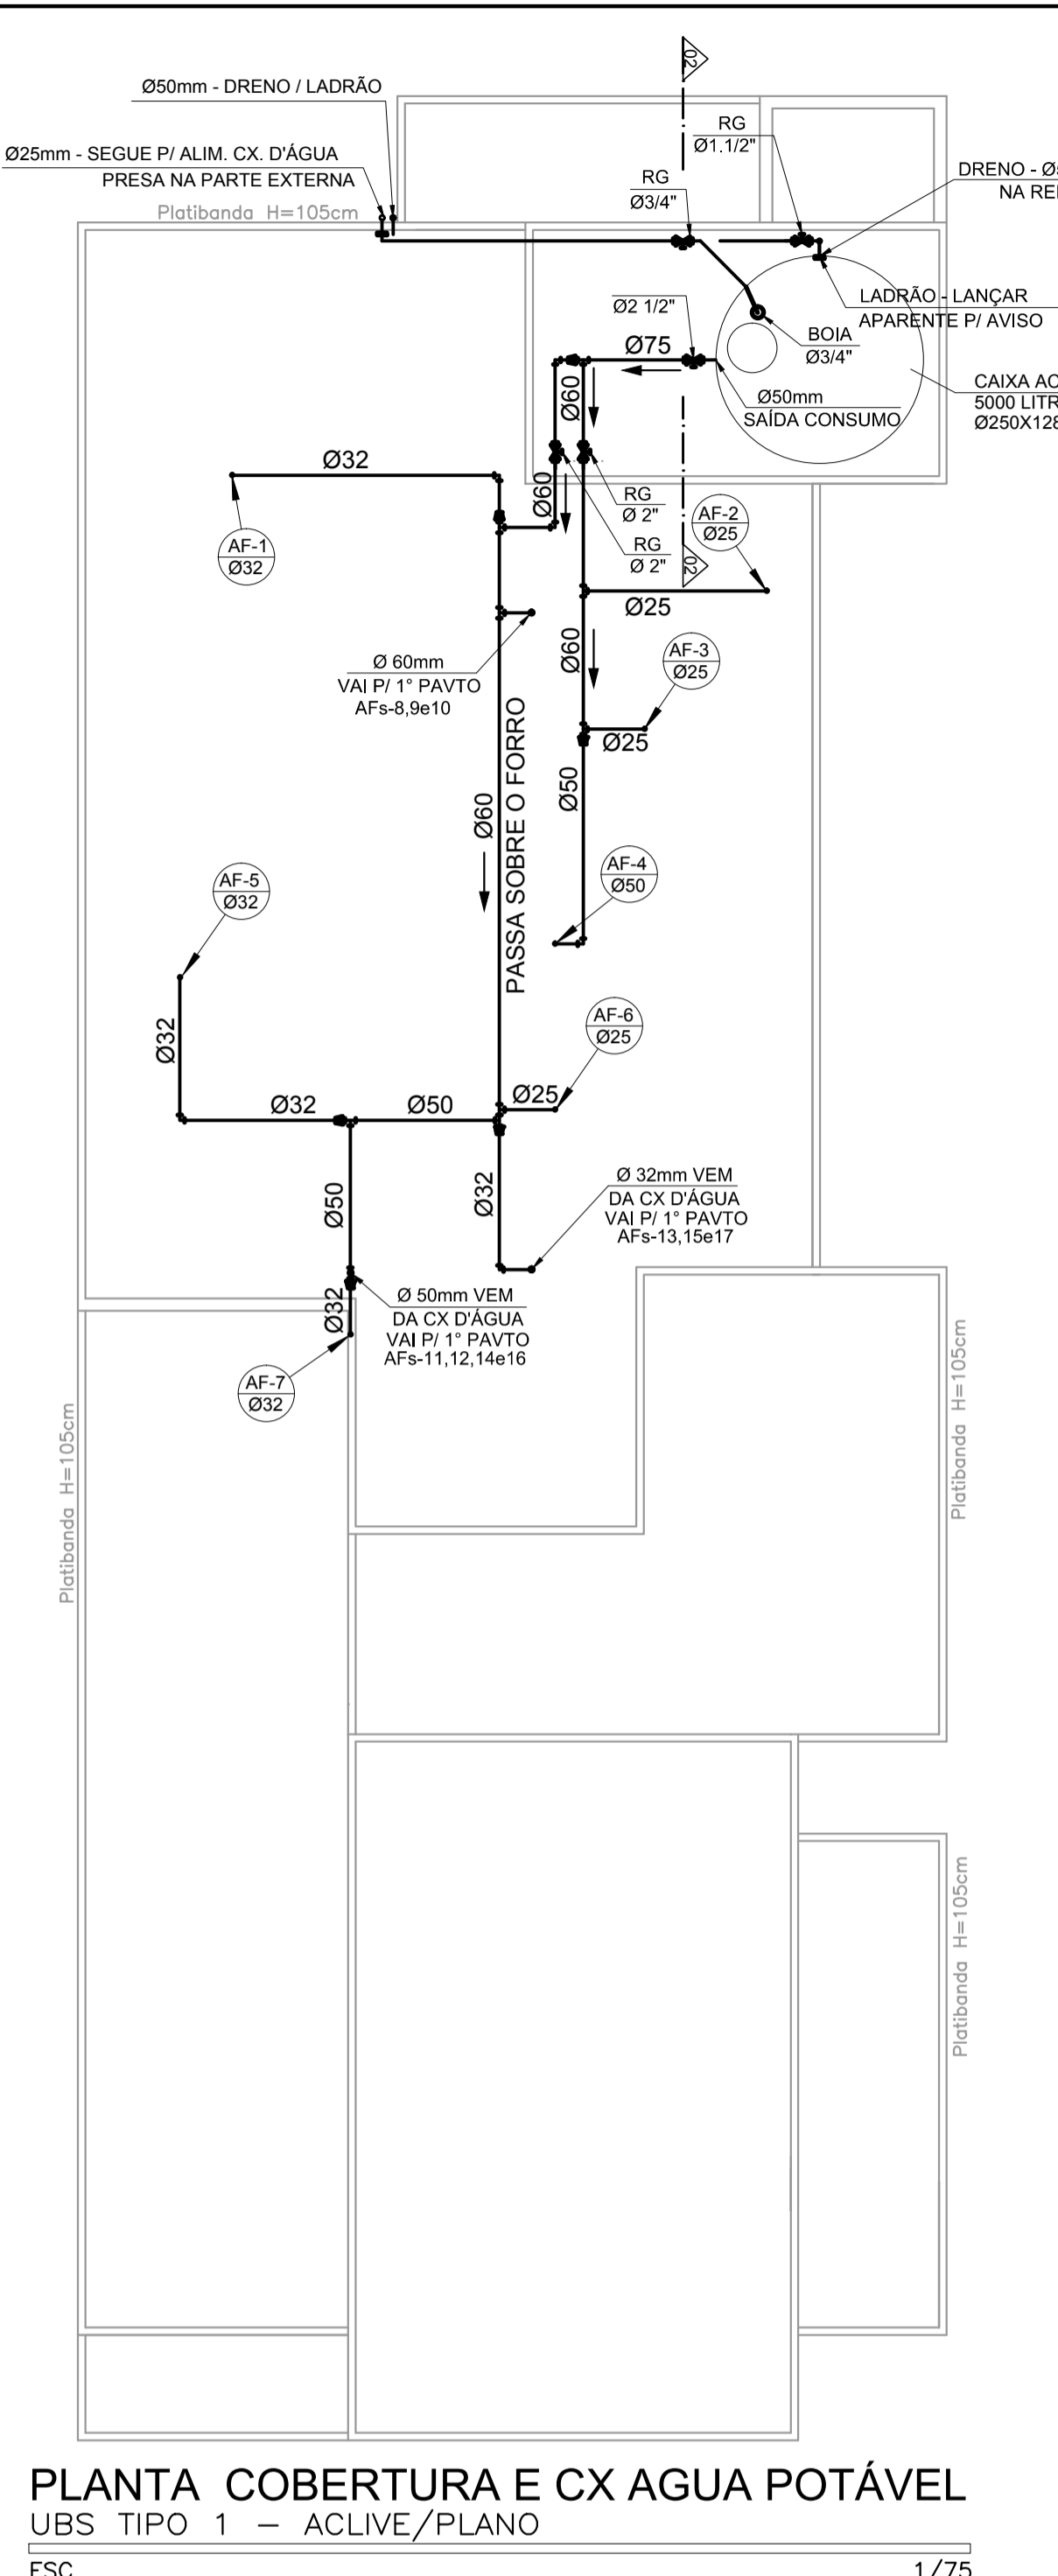 02
Ø50mm - DRENO / LADRÃO
RG
Ø1.1/2"
Ø25mm - SEGUE P/ ALIM. CX. D'ÁGUA
PRESA NA PARTE EXTERNA
DRENO - Ø5
NA RE
RG
Ø3/4"
Platibanda H=105cm
LADRÃO - LANÇAR
APARENTE P/ AVISO
Ø2 1/2"
BOIA
Ø3/4"
Ø75
CAIXA AC
5000 LITR
Ø250X128
Ø60
Ø50mm
SAÍDA CONSUMO
Ø32
Ø60
RG
Ø 2"
AF-2
Ø25
AF-1
Ø32
RG
Ø 2"
02
Ø25
Ø60
AF-3
Ø25
Ø 60mm
VAI P/ 1° PAVTO
AFs-8,9e10
Ø25
Ø50
Ø60
PASSA SOBRE O FORRO
AF-4
Ø50
AF-5
Ø32
AF-6
Ø25
Ø32
Ø25
Ø32
Ø50
Ø32
Ø 32mm VEM
DA CX D'ÁGUA
VAI P/ 1° PAVTO
AFs-13,15e17
Ø50
Ø32
Ø 50mm VEM
DA CX D'ÁGUA
VAI P/ 1° PAVTO
AFs-11,12,14e16
AF-7
Ø32
Platibanda H=105cm
Platibanda H=105cm
Platibanda H=105cm
PLANTA COBERTURA E CX AGUA POTÁVEL
UBS TIPO 1 – ACLIVE/PLANO
ESC
1/75